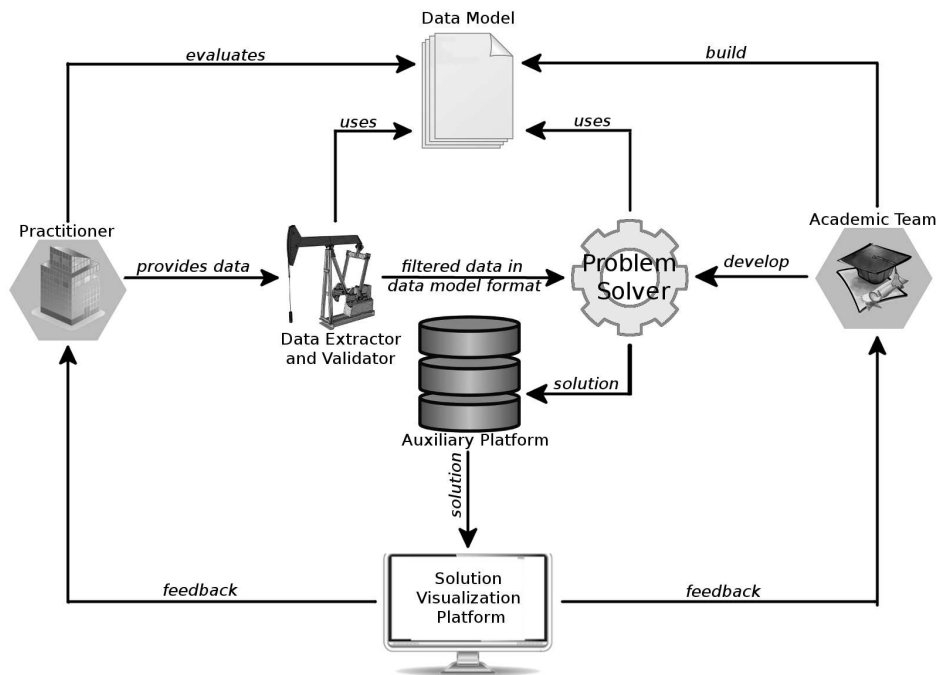 Data Model
evaluates
build
uses
uses
Practitioner
Academic Team
provides data
filtered data in
data model format
Problem
Solver
develop
Data Extractor
and Validator
solution
Auxiliary Platform
solution
feedback
Solution
Visualization
Platform
feedback